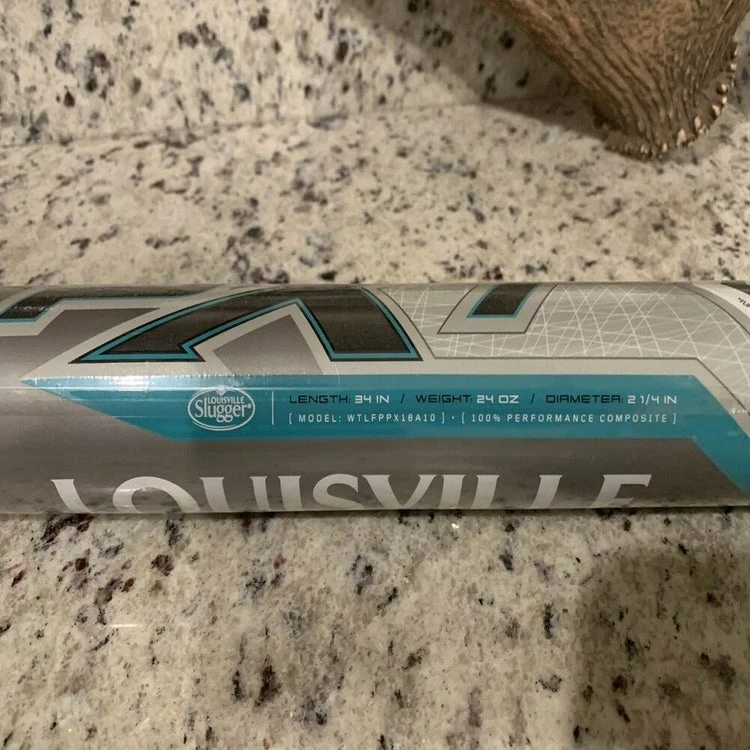 LOUISVILLE
Slugger®
LENGTH: 34 IN / WEIGHT: 24 OZ / DIAMETER: 2 1/4 IN
[ MODEL: WTLFPPX18A10 ] • [ 100% PERFORMANCE COMPOSITE ]
LOUISVILLE